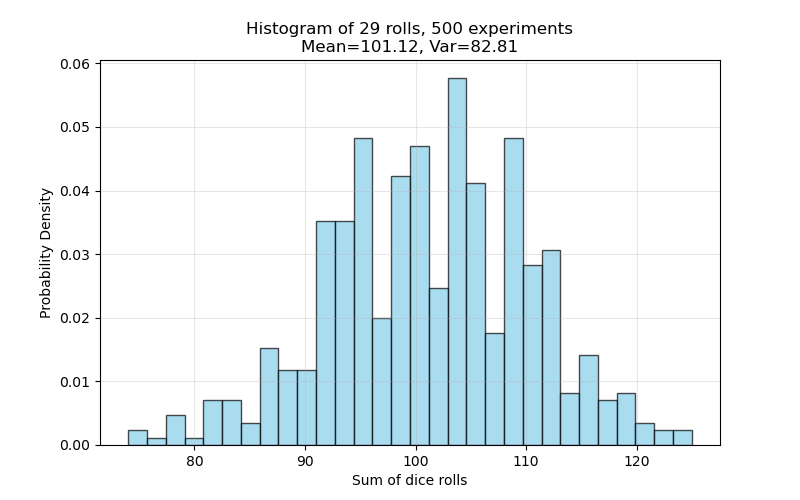 Histogram of 29 rolls, 500 experiments
Mean=101.12, Var=82.81
0.06
0.05
0.04
0.03
0.02
0.01
0.00
Probability Density
80 90 100 110 120
Sum of dice rolls